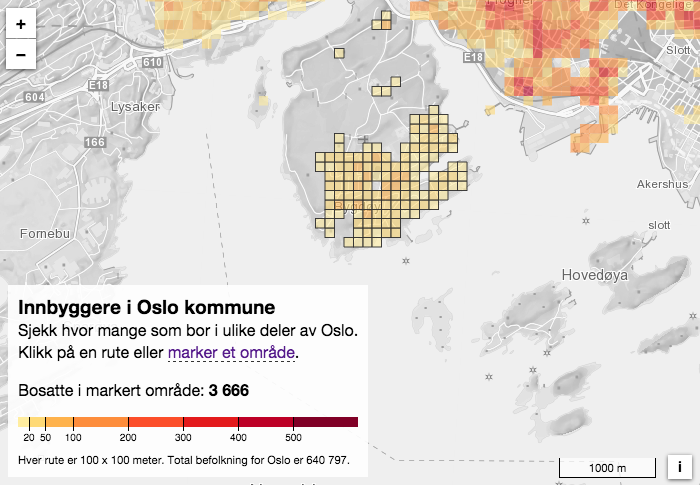 +
−
Frogner
Det Kongelige
Slott
610
E18
E18
604
Lysaker
166
Akershus
slott
Bygdøy
Fornebu
Hovedøya
Innbyggere i Oslo kommune
Sjekk hvor mange som bor i ulike deler av Oslo.
Klikk på en rute eller marker et område.
Bosatte i markert område: 3 666
20 50 100 200 300 400 500
Hver rute er 100 x 100 meter. Total befolkning for Oslo er 640 797.
1000 m
i